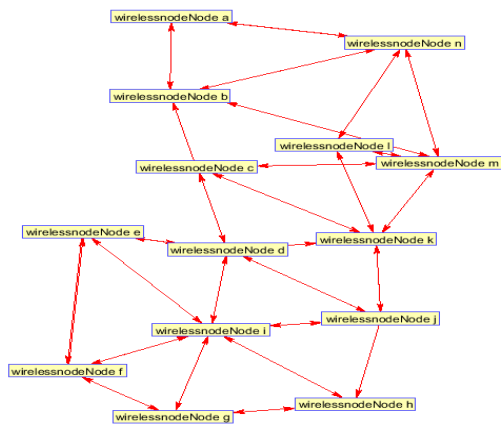 wirelessnodeNode a
wirelessnodeNode n
wirelessnodeNode b
wirelessnodeNode l
wirelessnodeNode m
wirelessnodeNode c
wirelessnodeNode e
wirelessnodeNode k
wirelessnodeNode d
wirelessnodeNode j
wirelessnodeNode i
wirelessnodeNode f
wirelessnodeNode h
wirelessnodeNode g